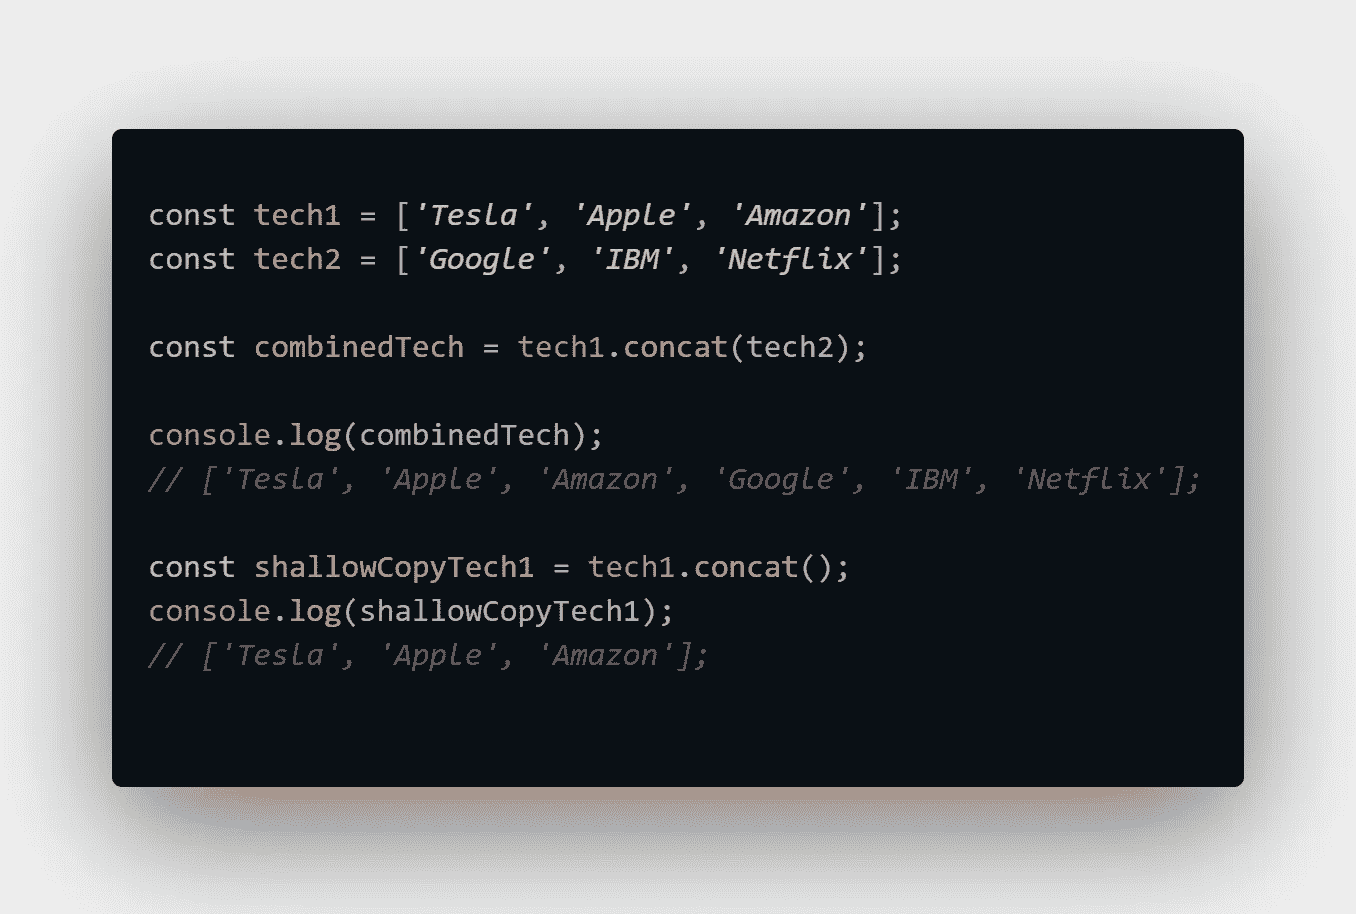 const tech1 = ['Tesla', 'Apple', 'Amazon'];
const tech2 = ['Google', 'IBM', 'Netflix'];
const combinedTech = tech1.concat(tech2);
console.log(combinedTech);
// ['Tesla', 'Apple', 'Amazon', 'Google', 'IBM', 'Netflix'];
const shallowCopyTech1 = tech1.concat();
console.log(shallowCopyTech1);
// ['Tesla', 'Apple', 'Amazon'];